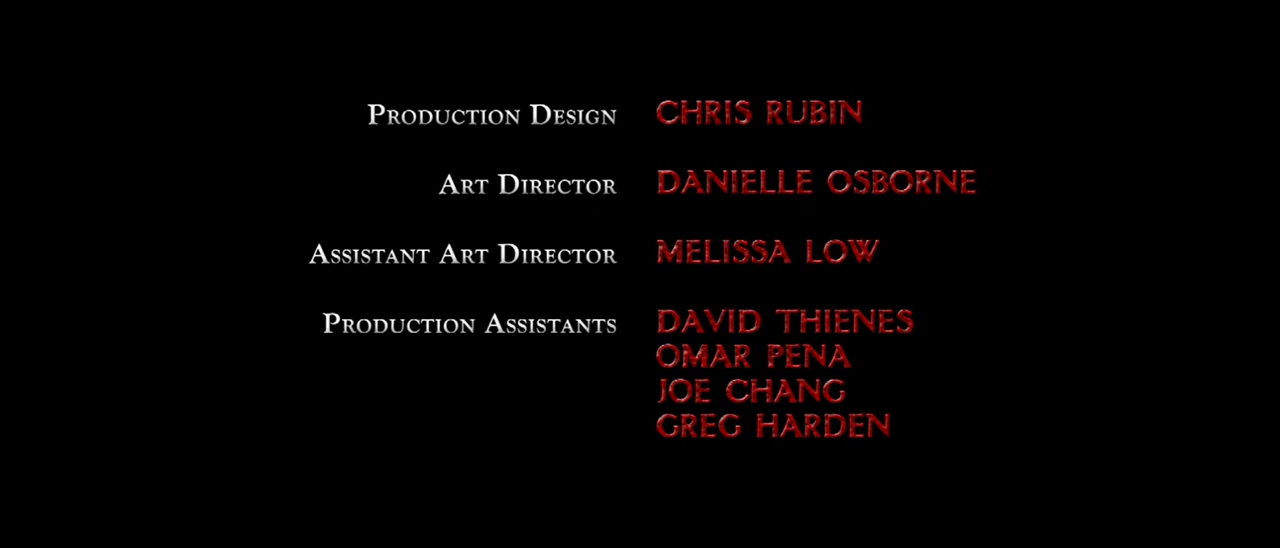 Production Design CHRIS RUBIN
Art Director DANIELLE OSBORNE
Assistant Art Director MELISSA LOW
Production Assistants DAVID THIENES
OMAR PENA
JOE CHANG
GREG HARDEN